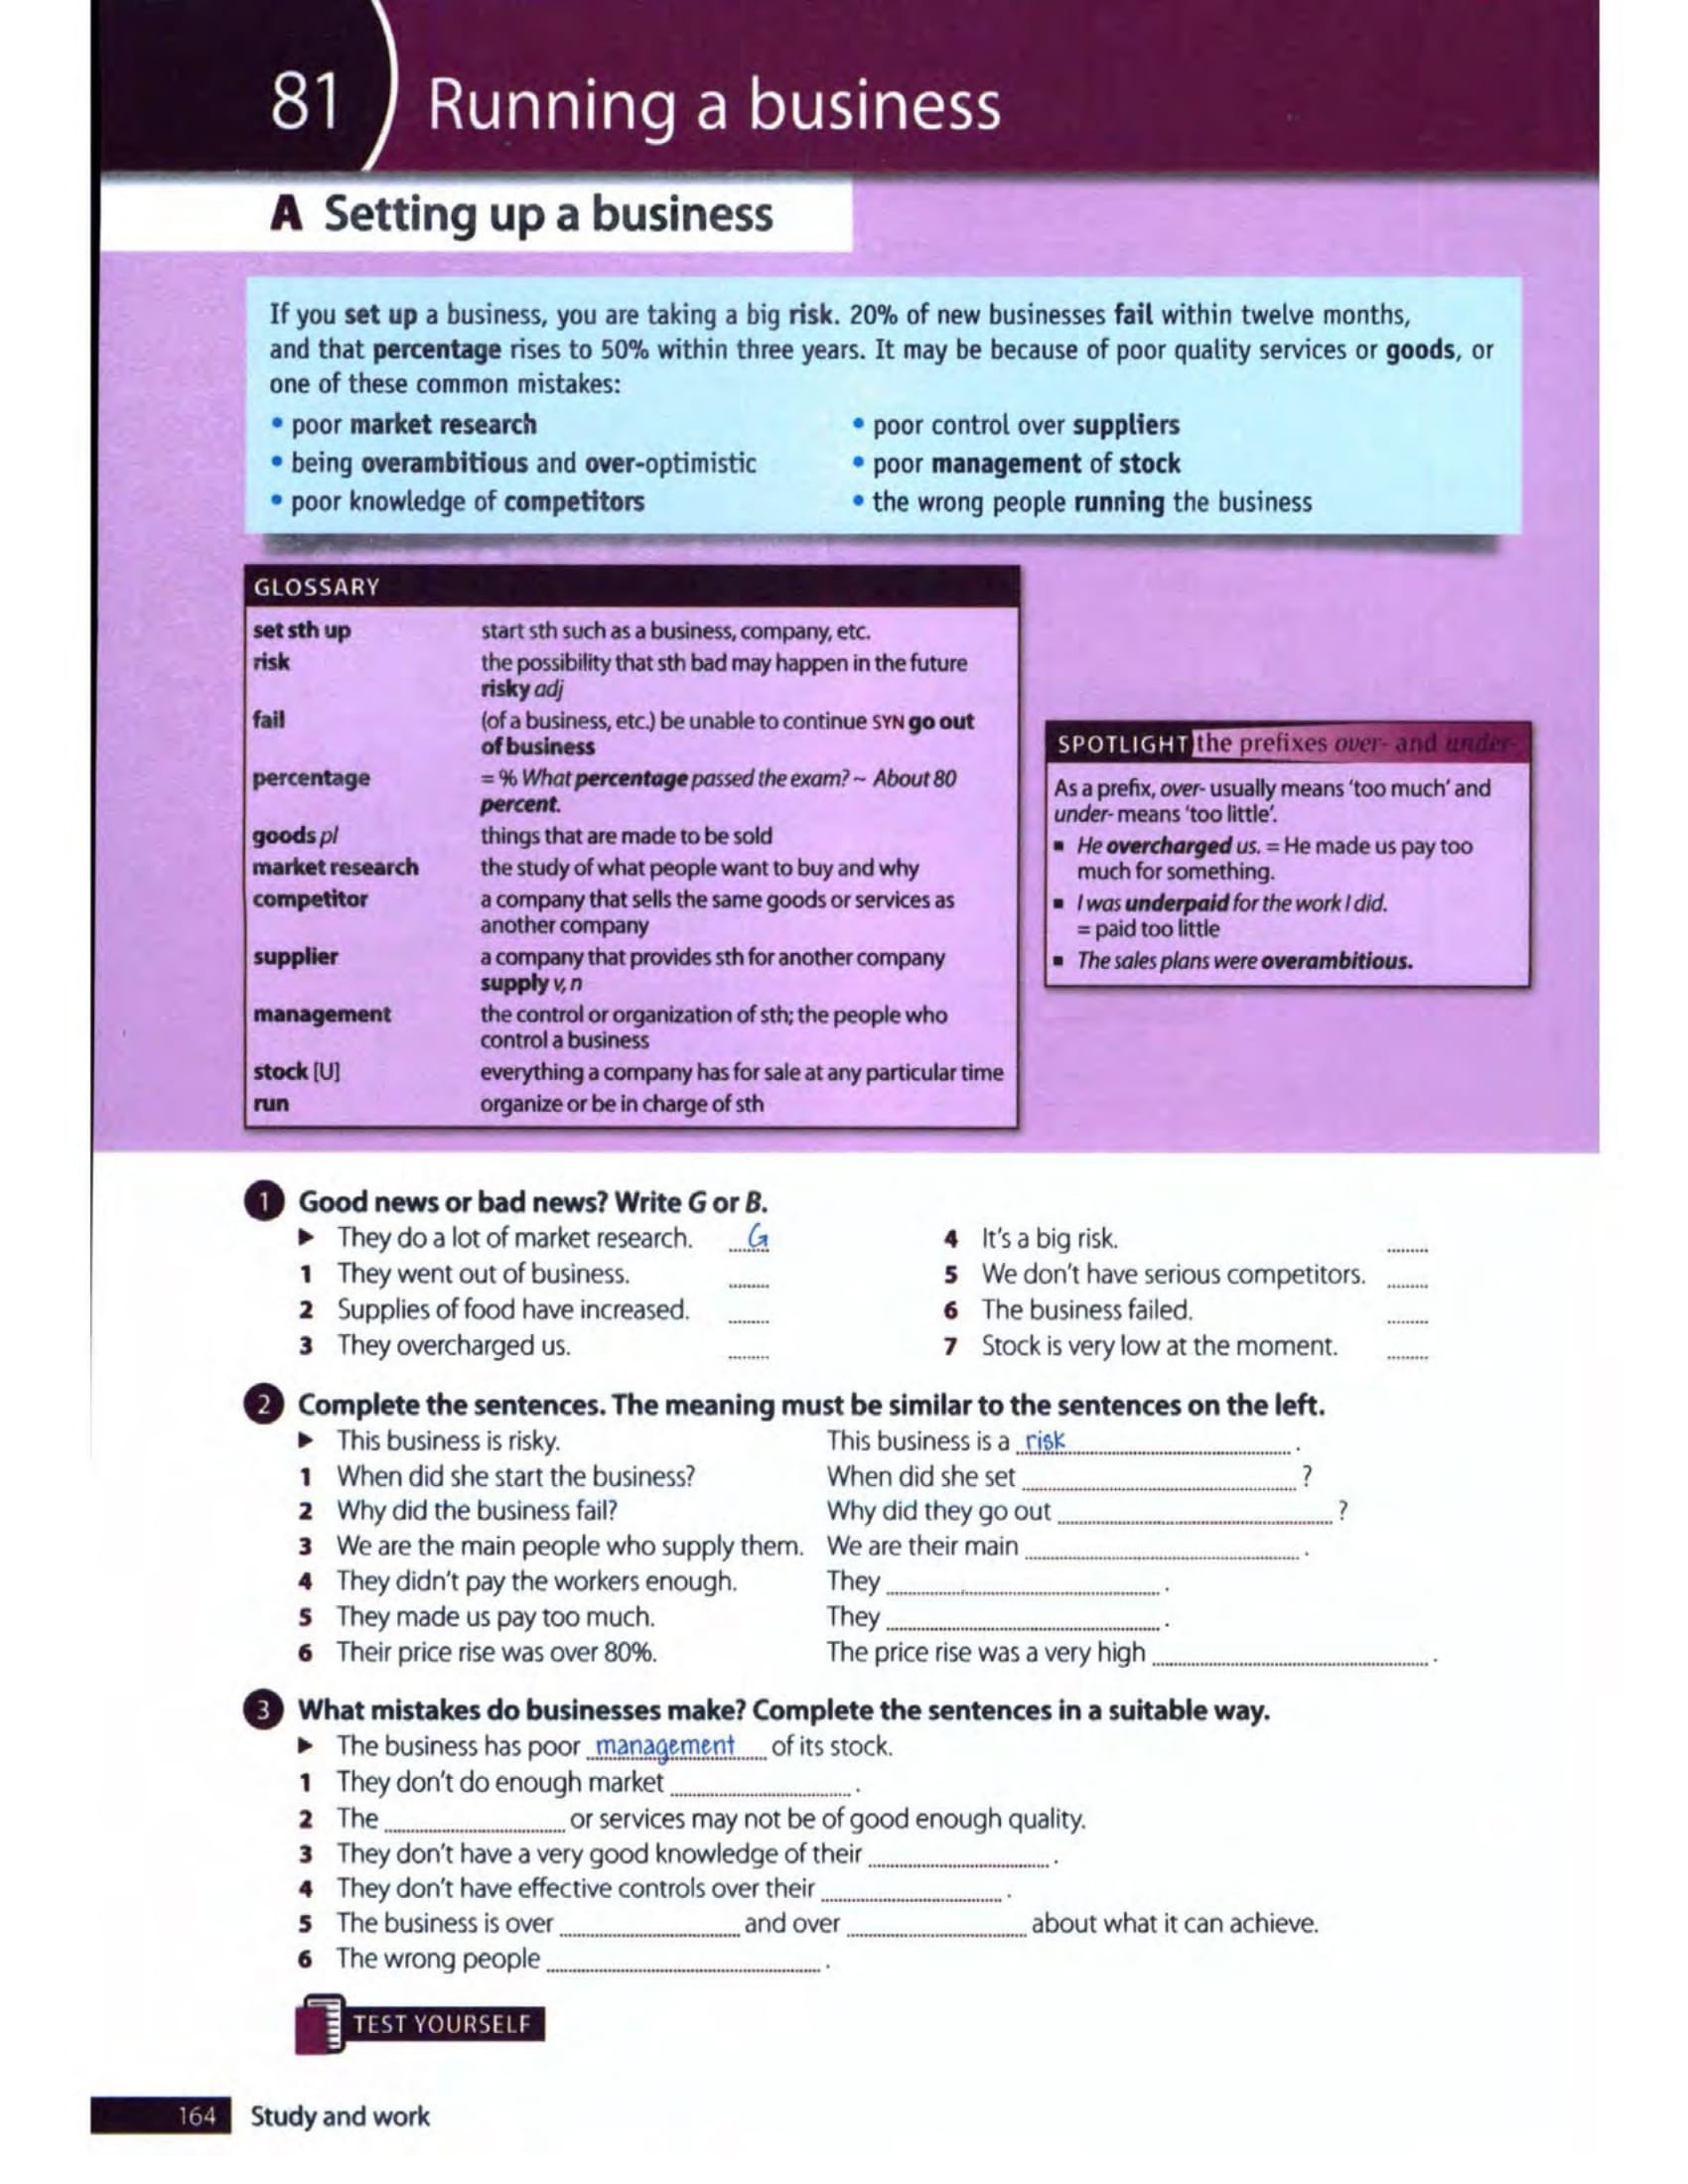 81 Running a business
A Setting up a business
If you set up a business, you are taking a big risk. 20% of new businesses fail within twelve months,
and that percentage rises to 50% within three years. It may be because of poor quality services or goods, or
one of these common mistakes:
• poor market research
• being overambitious and over-optimistic
• poor knowledge of competitors
• poor control over suppliers
• poor management of stock
• the wrong people running the business
GLOSSARY
set sth up start sth such as a business, company, etc.
risk the possibility that sth bad may happen in the future
risky adj
fail (of a business, etc.) be unable to continue SYN go out
of business
percentage = % What percentage passed the exam? ~ About 80
percent.
goods pl things that are made to be sold
market research the study of what people want to buy and why
competitor a company that sells the same goods or services as
another company
supplier a company that provides sth for another company
supply v, n
management the control or organization of sth; the people who
control a business
stock [U] everything a company has for sale at any particular time
run organize or be in charge of sth
SPOTLIGHT the prefixes over- and under-
As a prefix, over- usually means 'too much' and
under- means 'too little'.
▪ He overcharged us. = He made us pay too
much for something.
▪ I was underpaid for the work I did.
= paid too little
▪ The sales plans were overambitious.
1 Good news or bad news? Write G or B.
▶ They do a lot of market research. G
1 They went out of business. ........
2 Supplies of food have increased. ........
3 They overcharged us. ........
4 It's a big risk. ........
5 We don't have serious competitors. ........
6 The business failed. ........
7 Stock is very low at the moment. ........
2 Complete the sentences. The meaning must be similar to the sentences on the left.
▶ This business is risky. This business is a risk .
1 When did she start the business? When did she set ........ ?
2 Why did the business fail? Why did they go out ........ ?
3 We are the main people who supply them. We are their main ........ .
4 They didn't pay the workers enough. They ........ .
5 They made us pay too much. They ........ .
6 Their price rise was over 80%. The price rise was a very high ........ .
3 What mistakes do businesses make? Complete the sentences in a suitable way.
▶ The business has poor management of its stock.
1 They don't do enough market ........ .
2 The ........ or services may not be of good enough quality.
3 They don't have a very good knowledge of their ........ .
4 They don't have effective controls over their ........ .
5 The business is over ........ and over ........ about what it can achieve.
6 The wrong people ........ .
TEST YOURSELF
164 Study and work